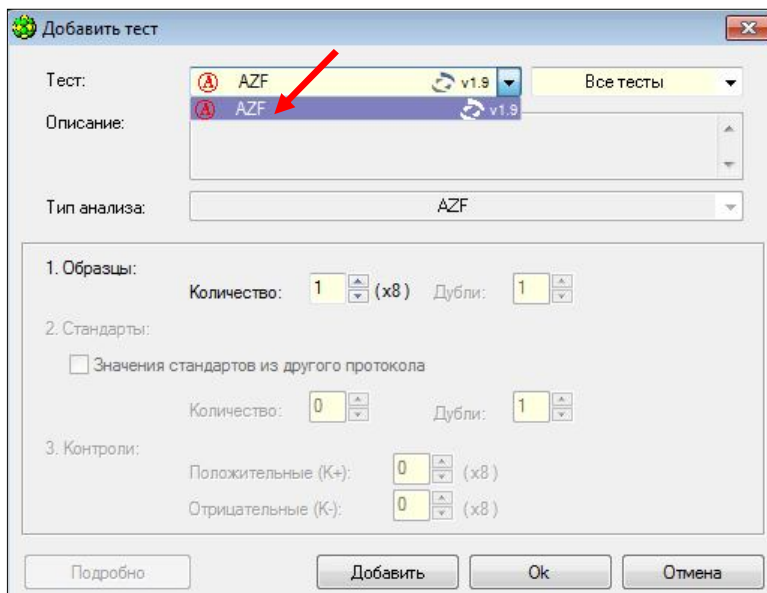 Добавить тест
Тест: A AZF v1.9 Все тесты
A AZF v1.9
Описание:
Тип анализа: AZF
1. Образцы:
Количество: 1 (x8) Дубли: 1
2. Стандарты:
Значения стандартов из другого протокола
Количество: 0 Дубли: 1
3. Контроли:
Положительные (K+): 0 (x8)
Отрицательные (K-): 0 (x8)
Подробно Добавить Ok Отмена